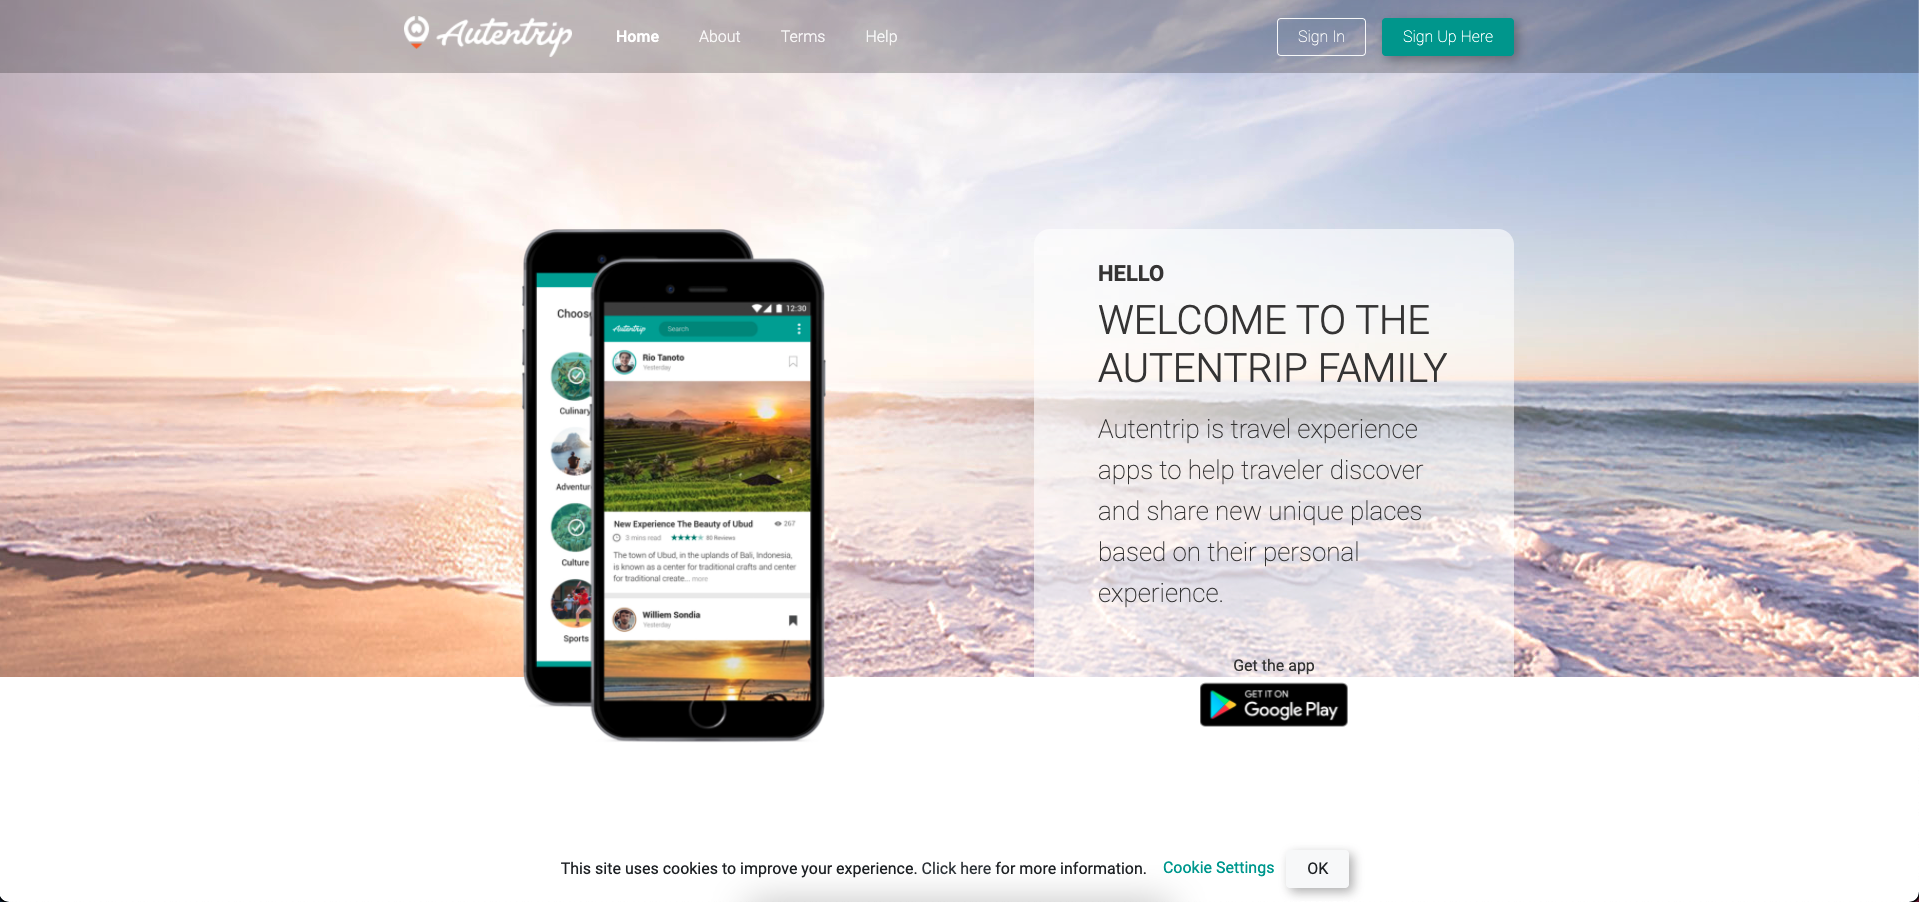 Autentrip
Home
About
Terms
Help
Sign In
Sign Up Here
Choos
Culinary
Adventur
Culture
Sports
12:30
Autentrip
Search
Rio Tanoto
Yesterday
New Experience The Beauty of Ubud
267
3 mins read
80 Reviews
The town of Ubud, in the uplands of Bali, Indonesia,
is known as a center for traditional crafts and center
for traditional create... more
Williem Sondia
Yesterday
HELLO
WELCOME TO THE
AUTENTRIP FAMILY
Autentrip is travel experience
apps to help traveler discover
and share new unique places
based on their personal
experience.
Get the app
GET IT ON
Google Play
This site uses cookies to improve your experience. Click here for more information.
Cookie Settings
OK